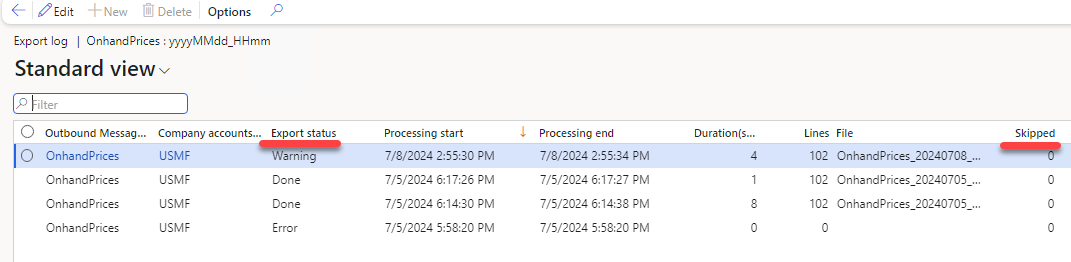 Edit New Delete Options
Export log | OnhandPrices : yyyyMMdd_HHmm
Standard view
Filter
Outbound Messag... Company accounts... Export status Processing start Processing end Duration(s... Lines File Skipped
OnhandPrices USMF Warning 7/8/2024 2:55:30 PM 7/8/2024 2:55:34 PM 4 102 OnhandPrices_20240708_... 0
OnhandPrices USMF Done 7/5/2024 6:17:26 PM 7/5/2024 6:17:27 PM 1 102 OnhandPrices_20240705_... 0
OnhandPrices USMF Done 7/5/2024 6:14:30 PM 7/5/2024 6:14:38 PM 8 102 OnhandPrices_20240705_... 0
OnhandPrices USMF Error 7/5/2024 5:58:20 PM 7/5/2024 5:58:20 PM 0 0 0